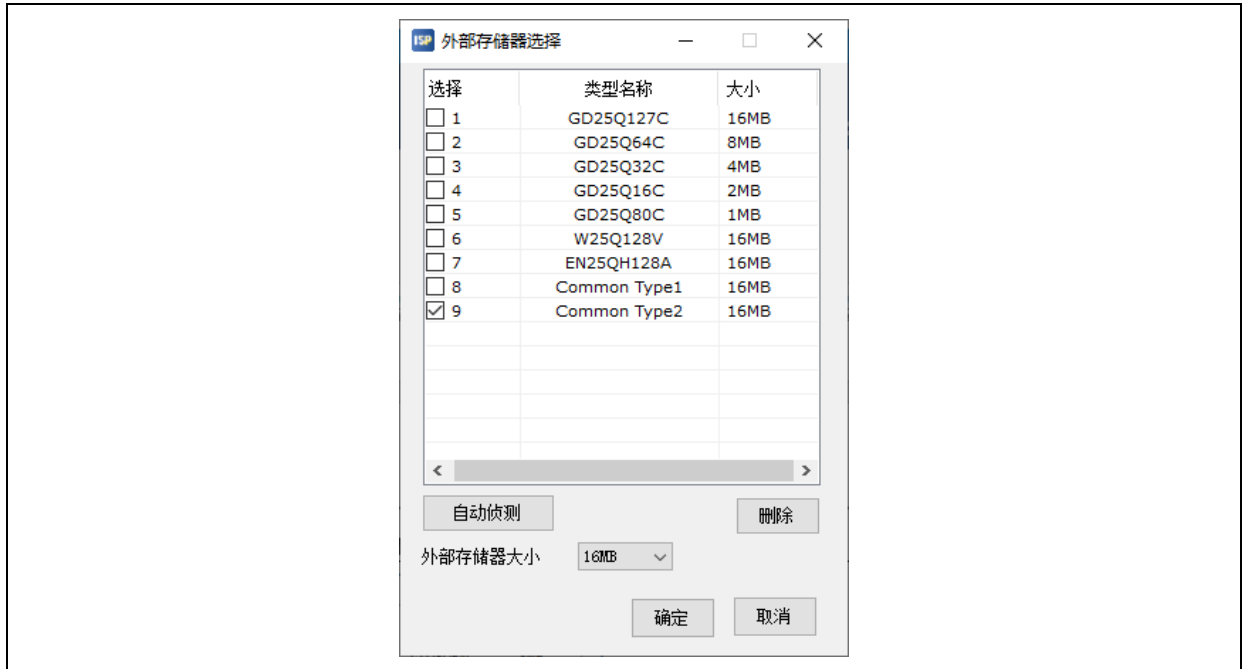 ISP 外部存储器选择
选择 类型名称 大小
1 GD25Q127C 16MB
2 GD25Q64C 8MB
3 GD25Q32C 4MB
4 GD25Q16C 2MB
5 GD25Q80C 1MB
6 W25Q128V 16MB
7 EN25QH128A 16MB
8 Common Type1 16MB
9 Common Type2 16MB
自动侦测 删除
外部存储器大小 16MB
确定 取消